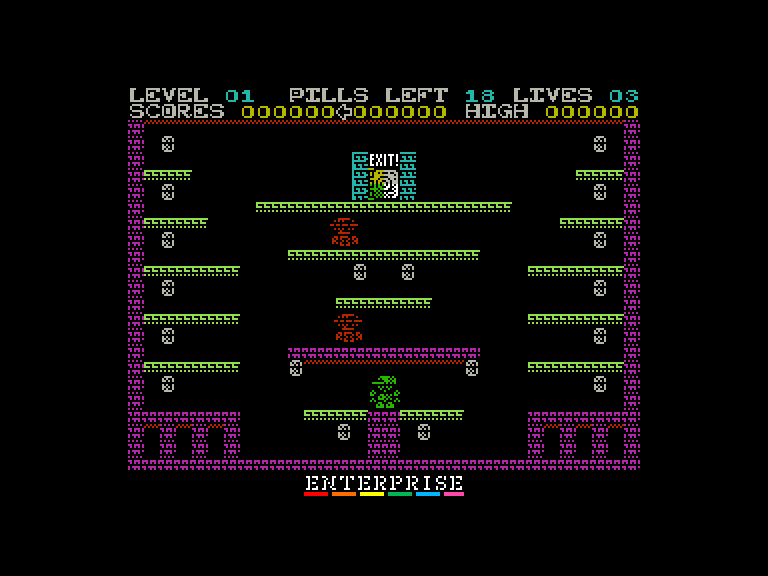 LEVEL 01 PILLS LEFT 18 LIVES 03
SCORES 000000 000000 HIGH 000000
EXIT!
ENTERPRISE